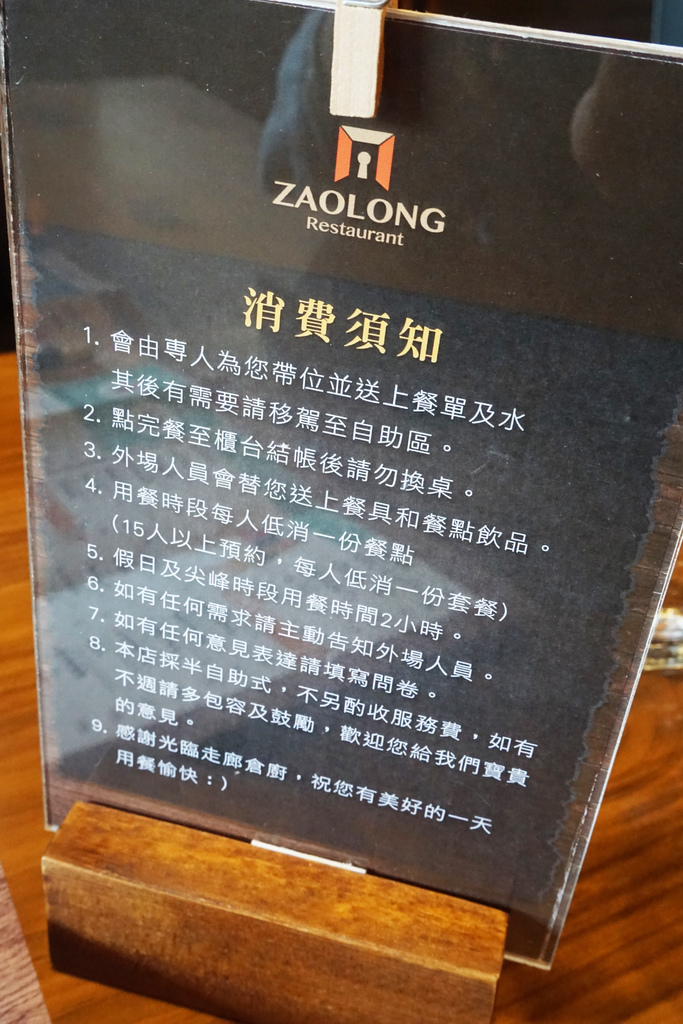 ZAOLONG
Restaurant
消費須知
1. 會由專人為您帶位並送上餐單及水
其後有需要請移駕至自助區。
2. 點完餐至櫃台結帳後請勿換桌。
3. 外場人員會替您送上餐具和餐點飲品。
4. 用餐時段每人低消一份餐點
(15人以上預約，每人低消一份套餐)
5. 假日及尖峰時段用餐時間2小時。
6. 如有任何需求請主動告知外場人員。
7. 如有任何意見表達請填寫問卷。
8. 本店採半自助式，不另酌收服務費，如有
不週請多包容及鼓勵，歡迎您給我們寶貴
的意見。
9. 感謝光臨走廊倉廚，祝您有美好的一天
用餐愉快：)